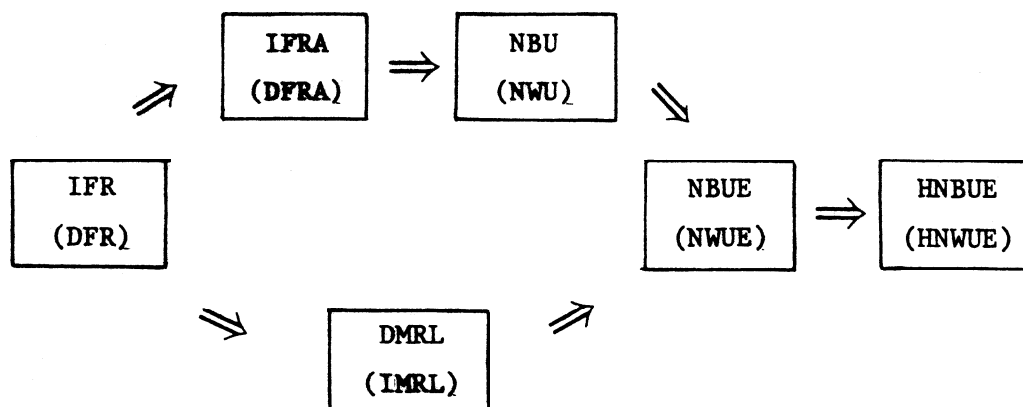 IFRA
(DFRA)
NBU
(NWU)
IFR
(DFR)
NBUE
(NWUE)
HNBUE
(HNWUE)
DMRL
(IMRL)